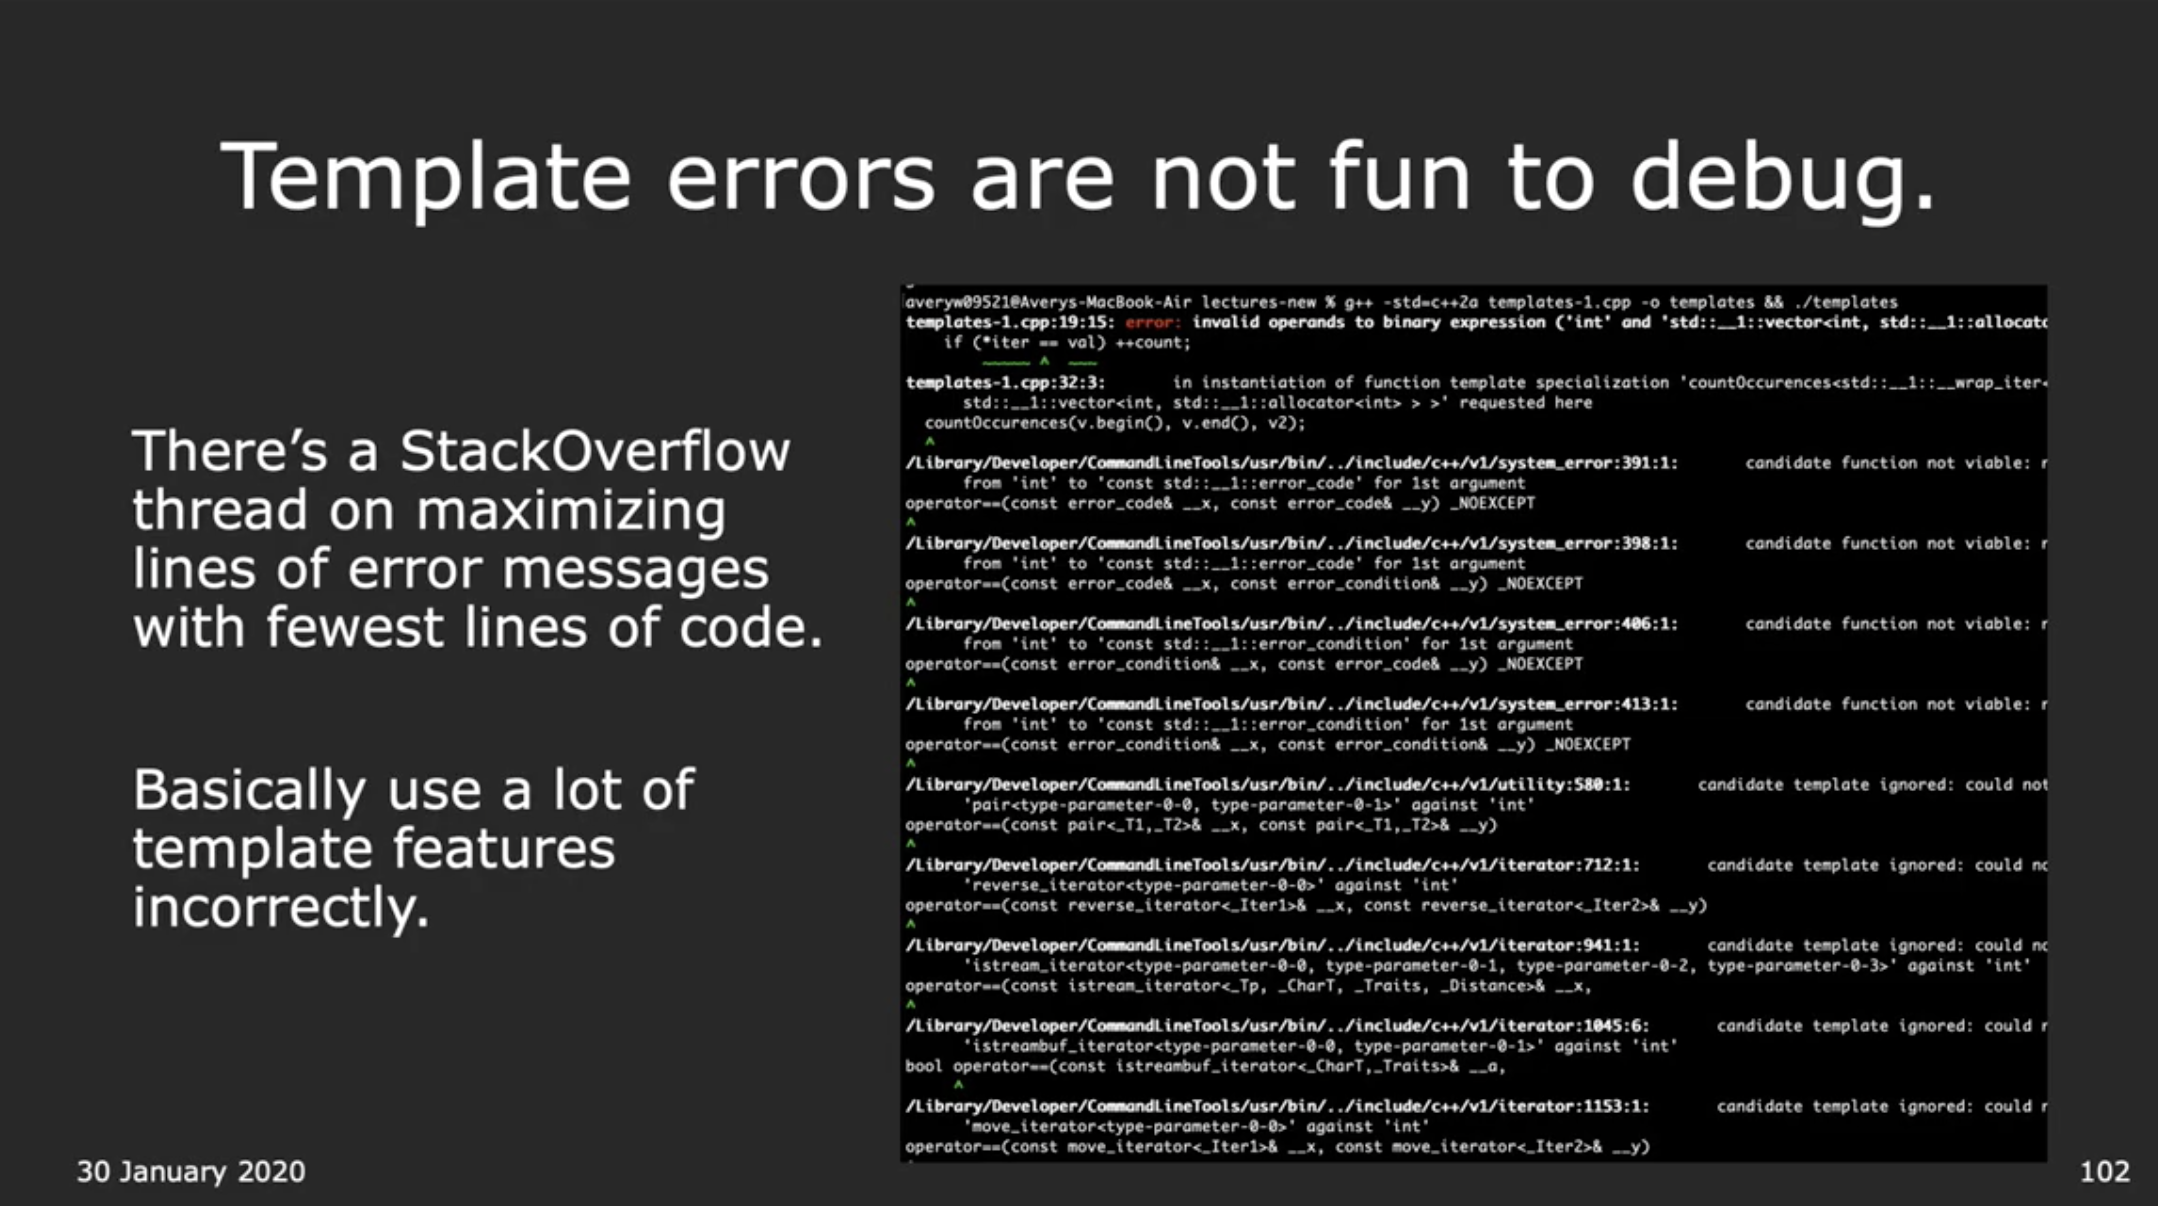 Template errors are not fun to debug.
There's a StackOverflow
thread on maximizing
lines of error messages
with fewest lines of code.
Basically use a lot of
template features
incorrectly.
averyw09521@Averys-MacBook-Air lectures-new % g++ -std=c++2a templates-1.cpp -o templates && ./templates
templates-1.cpp:19:15: error: invalid operands to binary expression ('int' and 'std::__1::vector<int, std::__1::allocato
if (*iter == val) ++count;
~~~~~ ^ ~~~
templates-1.cpp:32:3: in instantiation of function template specialization 'countOccurences<std::__1::__wrap_iter<
std::__1::vector<int, std::__1::allocator<int> > >' requested here
countOccurences(v.begin(), v.end(), v2);
^
/Library/Developer/CommandLineTools/usr/bin/../include/c++/v1/system_error:391:1: candidate function not viable: n
from 'int' to 'const std::__1::error_code' for 1st argument
operator==(const error_code& __x, const error_code& __y) _NOEXCEPT
^
/Library/Developer/CommandLineTools/usr/bin/../include/c++/v1/system_error:398:1: candidate function not viable: n
from 'int' to 'const std::__1::error_code' for 1st argument
operator==(const error_code& __x, const error_condition& __y) _NOEXCEPT
^
/Library/Developer/CommandLineTools/usr/bin/../include/c++/v1/system_error:406:1: candidate function not viable: n
from 'int' to 'const std::__1::error_condition' for 1st argument
operator==(const error_condition& __x, const error_code& __y) _NOEXCEPT
^
/Library/Developer/CommandLineTools/usr/bin/../include/c++/v1/system_error:413:1: candidate function not viable: n
from 'int' to 'const std::__1::error_condition' for 1st argument
operator==(const error_condition& __x, const error_condition& __y) _NOEXCEPT
^
/Library/Developer/CommandLineTools/usr/bin/../include/c++/v1/utility:580:1: candidate template ignored: could not
'pair<type-parameter-0-0, type-parameter-0-1>' against 'int'
operator==(const pair<_T1,_T2>& __x, const pair<_T1,_T2>& __y)
^
/Library/Developer/CommandLineTools/usr/bin/../include/c++/v1/iterator:712:1: candidate template ignored: could no
'reverse_iterator<type-parameter-0-0>' against 'int'
operator==(const reverse_iterator<_Iter1>& __x, const reverse_iterator<_Iter2>& __y)
^
/Library/Developer/CommandLineTools/usr/bin/../include/c++/v1/iterator:941:1: candidate template ignored: could no
'istream_iterator<type-parameter-0-0, type-parameter-0-1, type-parameter-0-2, type-parameter-0-3>' against 'int'
operator==(const istream_iterator<_Tp, _CharT, _Traits, _Distance>& __x,
^
/Library/Developer/CommandLineTools/usr/bin/../include/c++/v1/iterator:1045:6: candidate template ignored: could n
'istreambuf_iterator<type-parameter-0-0, type-parameter-0-1>' against 'int'
bool operator==(const istreambuf_iterator<_CharT,_Traits>& __a,
^
/Library/Developer/CommandLineTools/usr/bin/../include/c++/v1/iterator:1153:1: candidate template ignored: could n
'move_iterator<type-parameter-0-0>' against 'int'
operator==(const move_iterator<_Iter1>& __x, const move_iterator<_Iter2>& __y)
30 January 2020
102